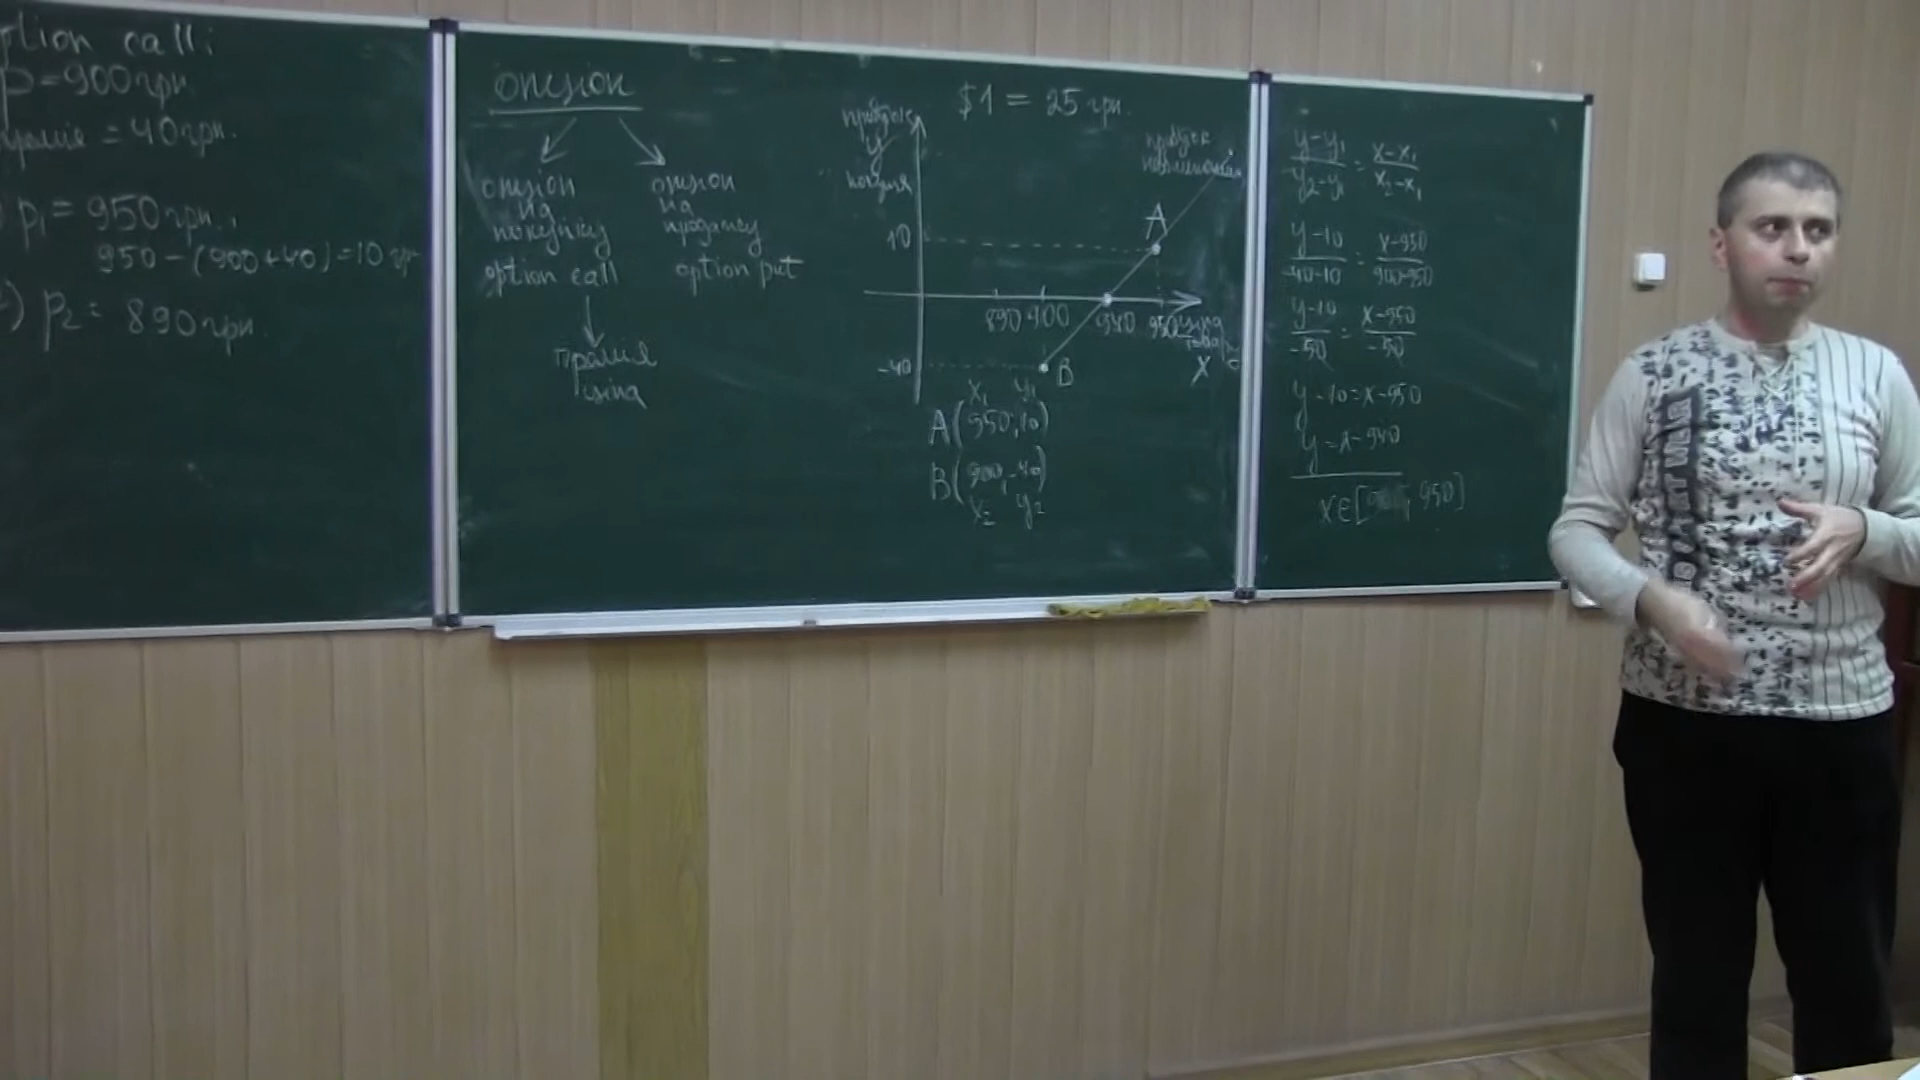 ption call:
p = 900 грн
премія = 40 грн.
p₁ = 950 грн.,
950 - (900 + 40) = 10 гр
) p₂ = 890 грн.
опціон
опціон
на
покупку
option call
премія
ціна
опціон
на
продажу
option put
$1 = 25 грн.
прибуток
y
покупця
10
-40
890 900 940 950 ціна
товару
X
прибуток
A
B
x₁ y₁
A(950; 10)
B(900; -40)
x₂ y₂
(y-y₁)/(y₂-y₁) = (x-x₁)/(x₂-x₁)
(y-10)/(-40-10) = (x-950)/(900-950)
(y-10)/(-50) = (x-950)/(-50)
y-10=x-950
y=x-940
x∈[900; 950]